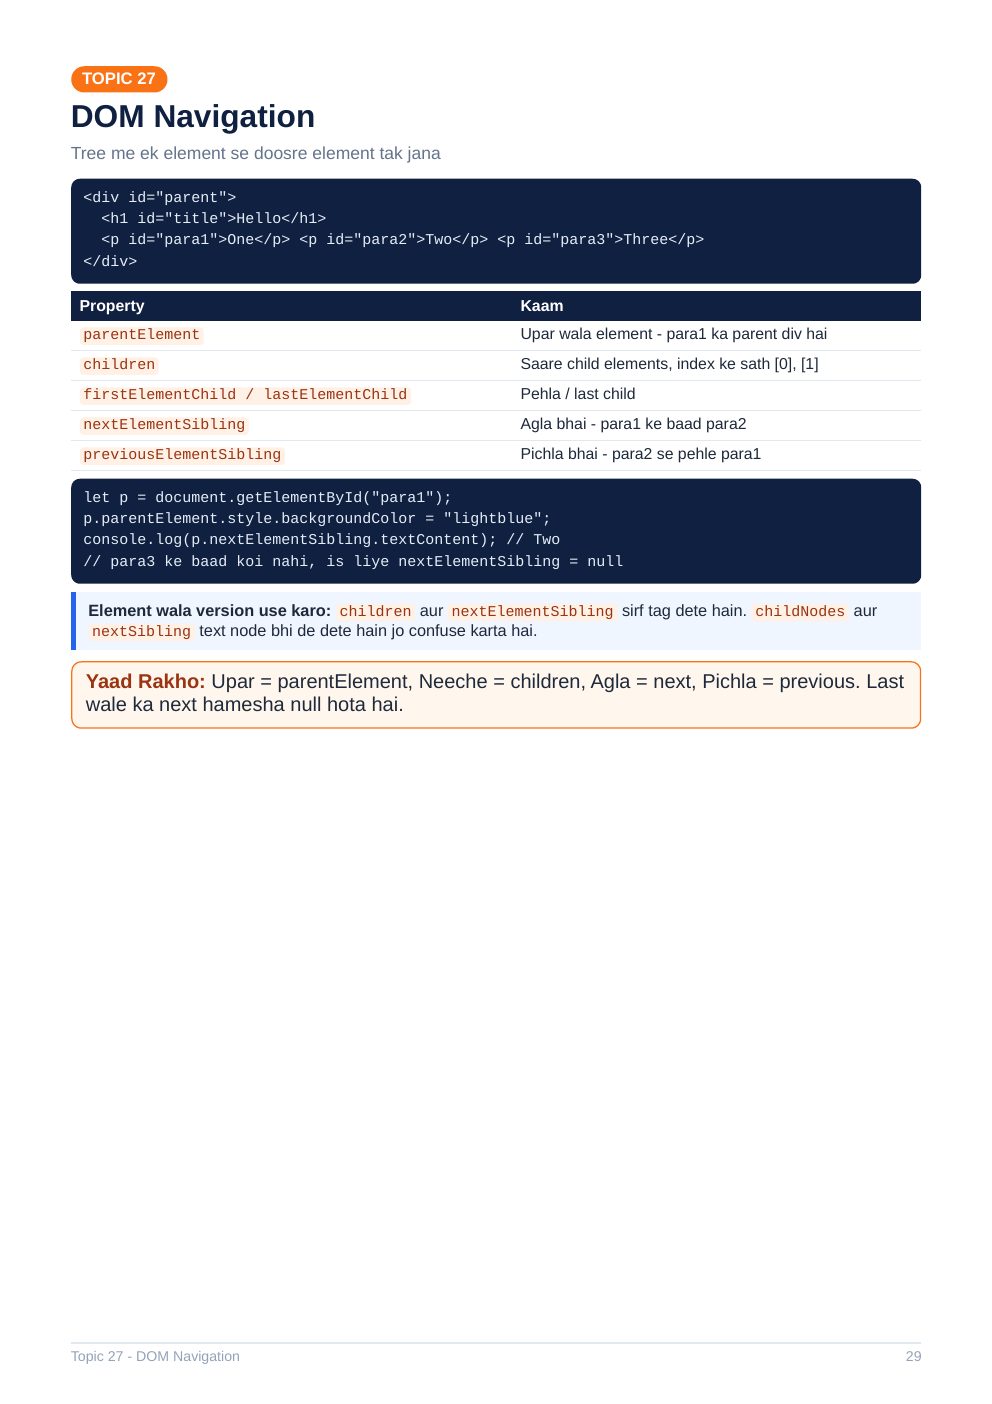 TOPIC 27
DOM Navigation
Tree me ek element se doosre element tak jana
<div id="parent">
  <h1 id="title">Hello</h1>
  <p id="para1">One</p> <p id="para2">Two</p> <p id="para3">Three</p>
</div>
Property Kaam
parentElement Upar wala element - para1 ka parent div hai
children Saare child elements, index ke sath [0], [1]
firstElementChild / lastElementChild Pehla / last child
nextElementSibling Agla bhai - para1 ke baad para2
previousElementSibling Pichla bhai - para2 se pehle para1
let p = document.getElementById("para1");
p.parentElement.style.backgroundColor = "lightblue";
console.log(p.nextElementSibling.textContent); // Two
// para3 ke baad koi nahi, is liye nextElementSibling = null
Element wala version use karo: children aur nextElementSibling sirf tag dete hain. childNodes aur
nextSibling text node bhi de dete hain jo confuse karta hai.
Yaad Rakho: Upar = parentElement, Neeche = children, Agla = next, Pichla = previous. Last
wale ka next hamesha null hota hai.
Topic 27 - DOM Navigation 29